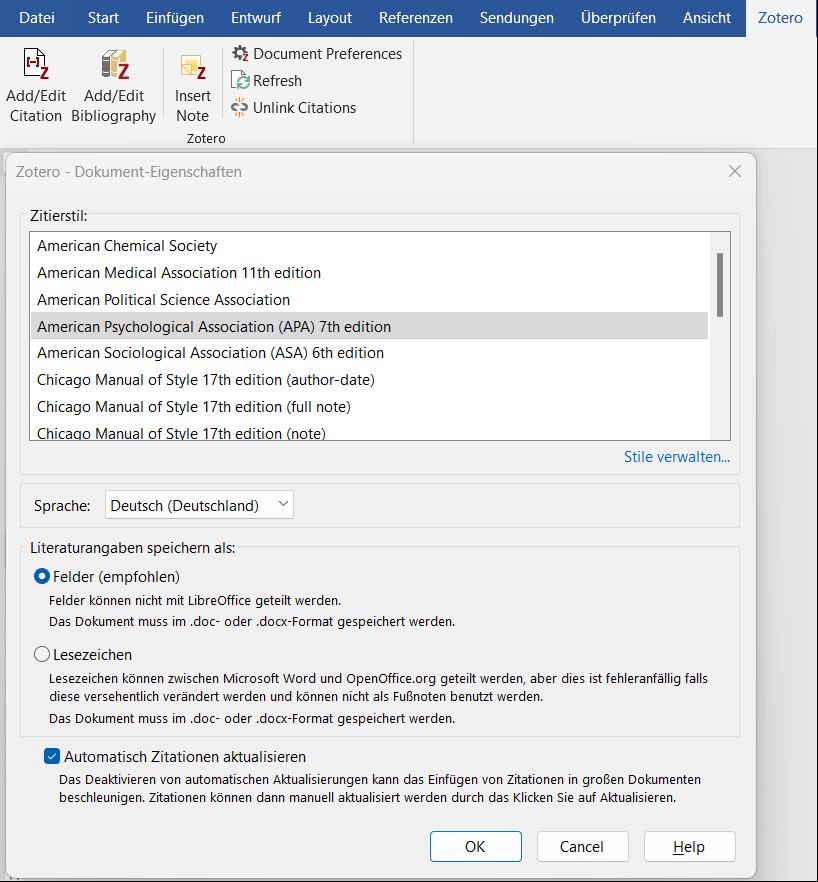 Datei Start Einfügen Entwurf Layout Referenzen Sendungen Überprüfen Ansicht Zotero
Add/Edit Citation
Add/Edit Bibliography
Insert Note
Document Preferences
Refresh
Unlink Citations
Zotero
Zotero - Dokument-Eigenschaften
Zitierstil:
American Chemical Society
American Medical Association 11th edition
American Political Science Association
American Psychological Association (APA) 7th edition
American Sociological Association (ASA) 6th edition
Chicago Manual of Style 17th edition (author-date)
Chicago Manual of Style 17th edition (full note)
Chicago Manual of Style 17th edition (note)
Stile verwalten...
Sprache: Deutsch (Deutschland)
Literaturangaben speichern als:
Felder (empfohlen)
Felder können nicht mit LibreOffice geteilt werden.
Das Dokument muss im .doc- oder .docx-Format gespeichert werden.
Lesezeichen
Lesezeichen können zwischen Microsoft Word und OpenOffice.org geteilt werden, aber dies ist fehleranfällig falls
diese versehentlich verändert werden und können nicht als Fußnoten benutzt werden.
Das Dokument muss im .doc- oder .docx-Format gespeichert werden.
Automatisch Zitationen aktualisieren
Das Deaktivieren von automatischen Aktualisierungen kann das Einfügen von Zitationen in großen Dokumenten
beschleunigen. Zitationen können dann manuell aktualisiert werden durch das Klicken Sie auf Aktualisieren.
OK Cancel Help